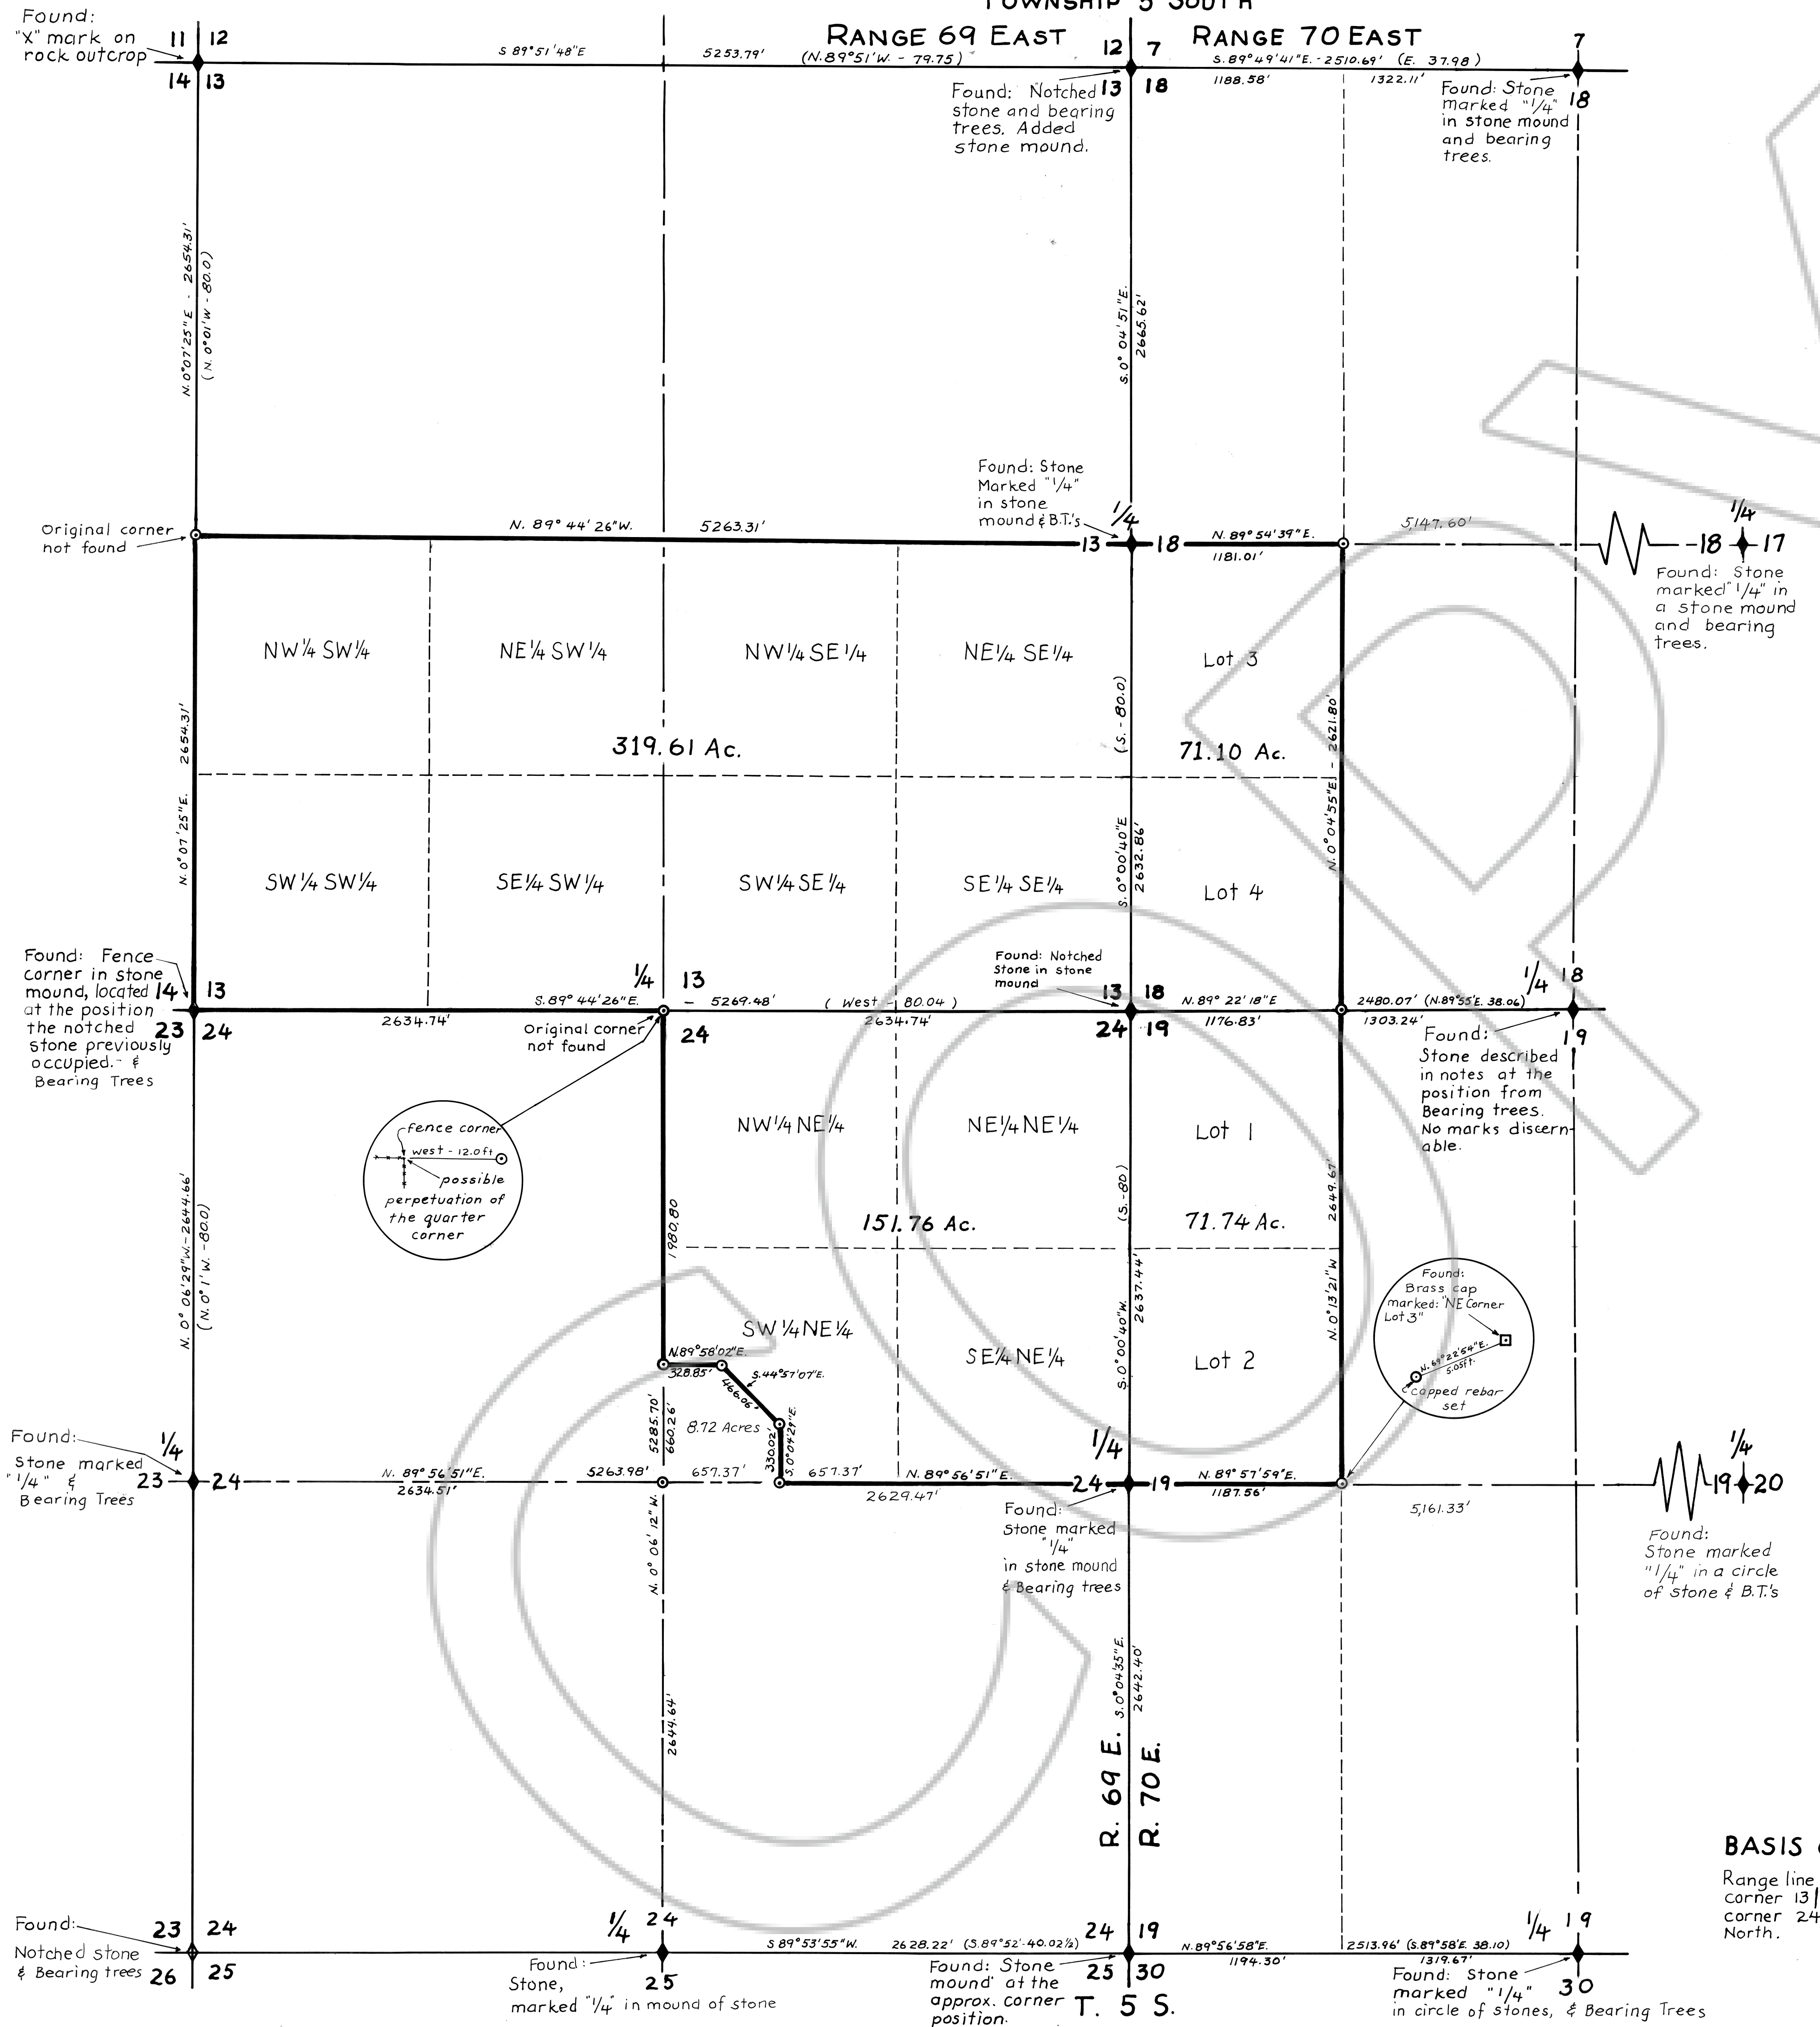 TOWNSHIP 5 SOUTH
RANGE 69 EAST
RANGE 70 EAST
Found:
"X" mark on
rock outcrop
11 12
14 13
S 89°51'48"E
5253.79'
(N.89°51'W. - 79.75)
12 7
13 18
S.89°49'41"E. - 2510.69' (E. 37.98)
1188.58'
1322.11'
7
18
Found: Notched
stone and bearing
trees. Added
stone mound.
Found: Stone
marked "1/4"
in stone mound
and bearing
trees.
N.0°07'25"E - 2654.31'
(N.0°01'W - 80.0)
S.0°04'51"E.
2665.62'
Found: Stone
Marked "1/4"
in stone
mound & B.T.'s
1/4
Original corner
not found
N. 89°44'26"W.
5263.31'
13
18
N. 89°54'39"E.
1181.01'
5,147.60'
1/4
18
17
Found: Stone
marked "1/4" in
a stone mound
and bearing
trees.
NW1/4 SW1/4
NE1/4 SW1/4
NW1/4 SE1/4
NE1/4 SE1/4
Lot 3
N.0°07'25"E. 2654.31'
319.61 Ac.
(S. - 80.0)
71.10 Ac.
N.0°04'55"E - 2621.80'
SW1/4 SW1/4
SE1/4 SW1/4
SW1/4 SE1/4
SE1/4 SE1/4
S.0°00'40"E
2632.86'
Lot 4
Found: Fence
corner in stone
mound, located
at the position
the notched
stone previously
occupied. - &
Bearing Trees
14 13
23 24
1/4
13
24
S.89°44'26"E. - 5269.48' ( West - 80.04 )
2634.74'
2634.74'
Original corner
not found
Found: Notched
Stone in stone
mound
13 18
24 19
N. 89°22'18"E
1176.83'
2480.07' (N.89°55'E. 38.06)
1303.24'
1/4
18
19
Found:
Stone described
in notes at the
position from
Bearing trees.
No marks discern-
able.
fence corner
west - 12.0 ft
possible
perpetuation of
the quarter
corner
N. 0°06'29"W. - 2644.66'
(N. 0°1'W. - 80.0)
1980.80
NW1/4 NE1/4
NE1/4 NE1/4
Lot 1
151.76 Ac.
(S. - 80)
71.74 Ac.
2649.67'
N.0°13'21"W
S.0°00'40"W.
2637.44'
SW1/4 NE1/4
SE1/4 NE1/4
Lot 2
N.89°58'02"E.
328.85'
S.44°57'07"E.
466.06'
8.72 Acres
330.02'
S.0°04'29"E.
5285.70'
660.26'
Found:
Brass cap
marked: "NE Corner
Lot 3"
N. 69°22'54"E.
5.05ft.
capped rebar
set
Found:
Stone marked
"1/4" &
Bearing Trees
1/4
23
24
N. 89°56'51"E.
2634.51'
5263.98'
657.37'
657.37'
N. 89°56'51"E.
2629.47'
1/4
24
19
N. 89°57'59"E.
1187.56'
5,161.33'
1/4
19
20
Found:
Stone marked
"1/4" in a circle
of stone & B.T.'s
Found:
Stone marked
"1/4"
in stone mound
& Bearing trees
N. 0°06'12"W.
2644.64'
S.0°04'35"E.
2642.40'
R. 69 E.
R. 70 E.
BASIS
Range line
corner 13
corner 24
North.
Found:
Notched stone
& Bearing trees
23 24
26 25
1/4
24
25
Found:
Stone,
marked "1/4" in mound of stone
S 89°53'55"W.
2628.22' (S.89°52'-40.02½)
24 19
25 30
Found: Stone
mound at the
approx. corner
position.
T. 5 S.
N.89°56'58"E.
1194.30'
2513.96' (S.89°58'E. 38.10)
1319.67'
1/4
19
30
Found: Stone
marked "1/4"
in circle of stones, & Bearing Trees
COP